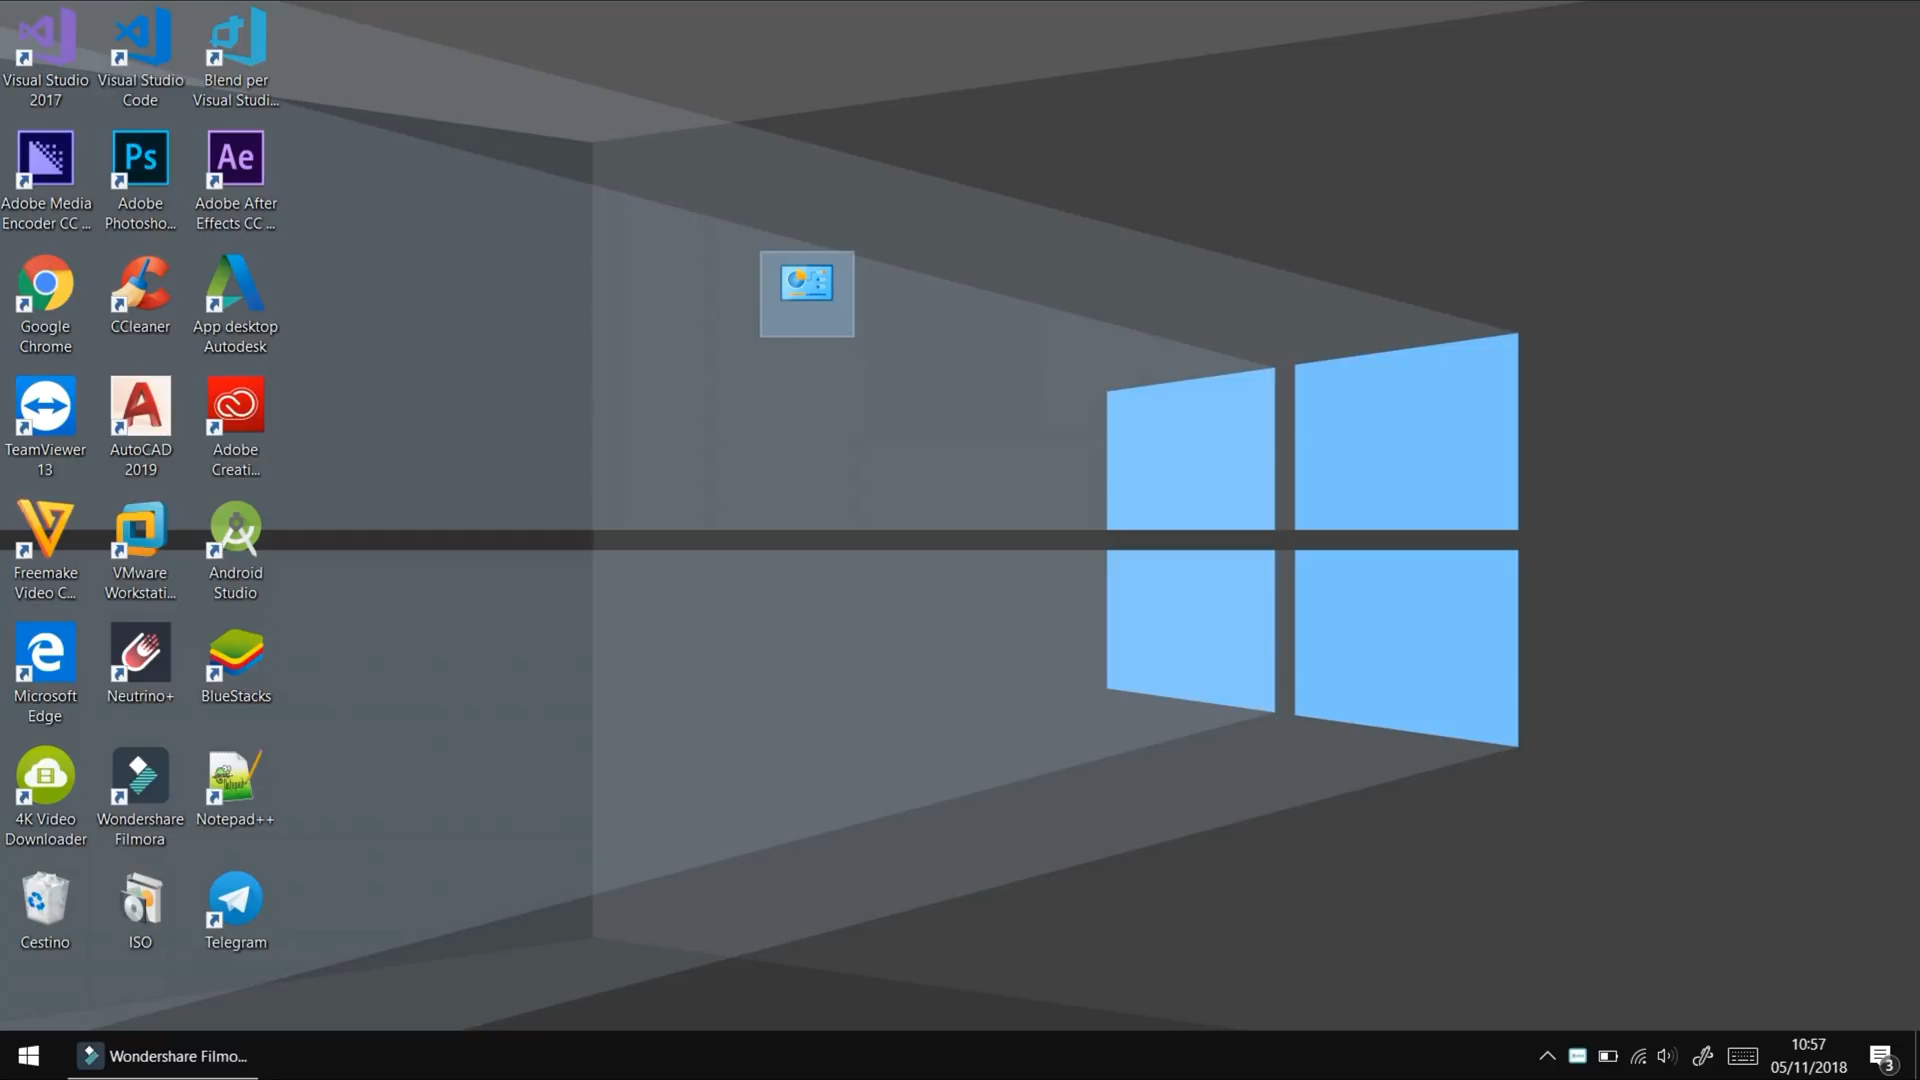 Visual Studio
2017
Visual Studio
Code
Blend per
Visual Studi...
Adobe Media
Encoder CC ...
Ps
Adobe
Photosho...
Ae
Adobe After
Effects CC ...
Google
Chrome
CCleaner
App desktop
Autodesk
TeamViewer
13
AutoCAD
2019
Adobe
Creati...
Freemake
Video C...
VMware
Workstati...
Android
Studio
Microsoft
Edge
Neutrino+
BlueStacks
4K Video
Downloader
Wondershare
Filmora
Notepad++
Cestino
ISO
Telegram
Wondershare Filmo...
10:57
05/11/2018
3